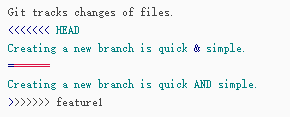 Git tracks changes of files.
<<<<<<< HEAD
Creating a new branch is quick & simple.
=======
Creating a new branch is quick AND simple.
>>>>>>> feature1